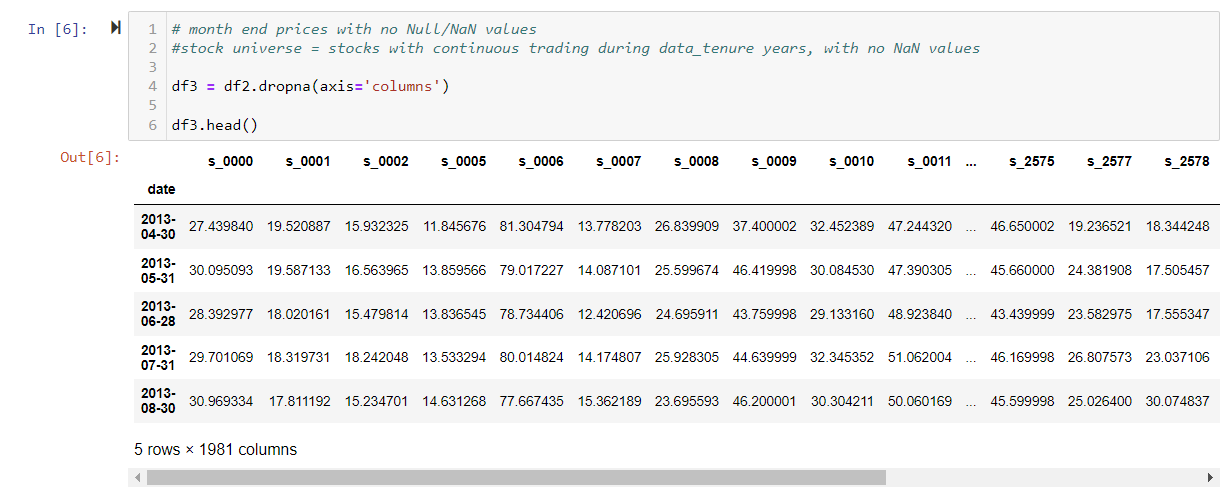 In [6]:
1 # month end prices with no Null/NaN values
2 #stock universe = stocks with continuous trading during data_tenure years, with no NaN values
3
4 df3 = df2.dropna(axis='columns')
5
6 df3.head()
Out[6]:
s_0000 s_0001 s_0002 s_0005 s_0006 s_0007 s_0008 s_0009 s_0010 s_0011 ... s_2575 s_2577 s_2578
date
2013-
04-30 27.439840 19.520887 15.932325 11.845676 81.304794 13.778203 26.839909 37.400002 32.452389 47.244320 ... 46.650002 19.236521 18.344248
2013-
05-31 30.095093 19.587133 16.563965 13.859566 79.017227 14.087101 25.599674 46.419998 30.084530 47.390305 ... 45.660000 24.381908 17.505457
2013-
06-28 28.392977 18.020161 15.479814 13.836545 78.734406 12.420696 24.695911 43.759998 29.133160 48.923840 ... 43.439999 23.582975 17.555347
2013-
07-31 29.701069 18.319731 18.242048 13.533294 80.014824 14.174807 25.928305 44.639999 32.345352 51.062004 ... 46.169998 26.807573 23.037106
2013-
08-30 30.969334 17.811192 15.234701 14.631268 77.667435 15.362189 23.695593 46.200001 30.304211 50.060169 ... 45.599998 25.026400 30.074837
5 rows × 1981 columns